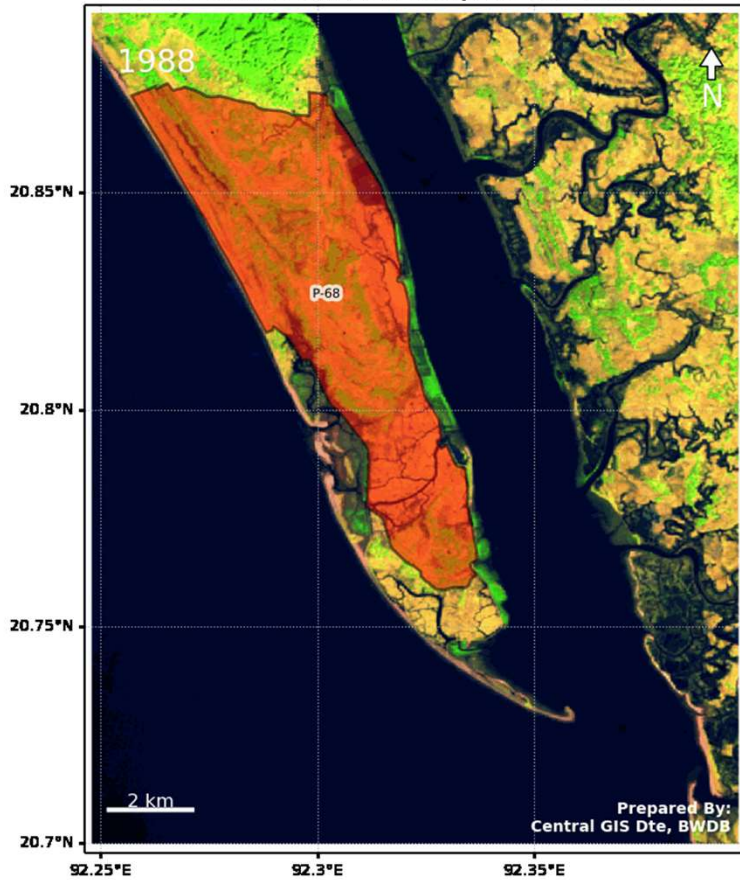 1988
N
20.85°N
P-68
20.8°N
20.75°N
2 km
Prepared By:
Central GIS Dte, BWDB
20.7°N
92.25°E
92.3°E
92.35°E